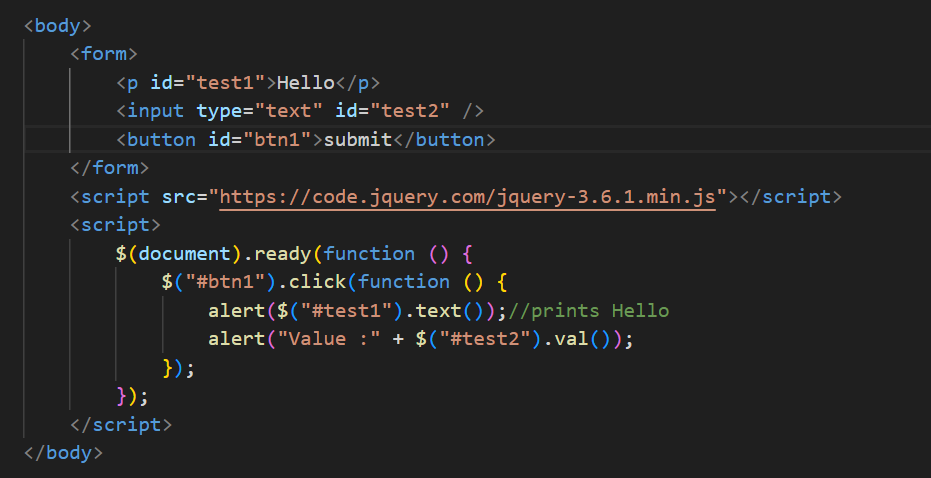 <body>
<form>
<p id="test1">Hello</p>
<input type="text" id="test2" />
<button id="btn1">submit</button>
</form>
<script src="https://code.jquery.com/jquery-3.6.1.min.js"></script>
<script>
$(document).ready(function () {
$("#btn1").click(function () {
alert($("#test1").text());//prints Hello
alert("Value :" + $("#test2").val());
});
});
</script>
</body>